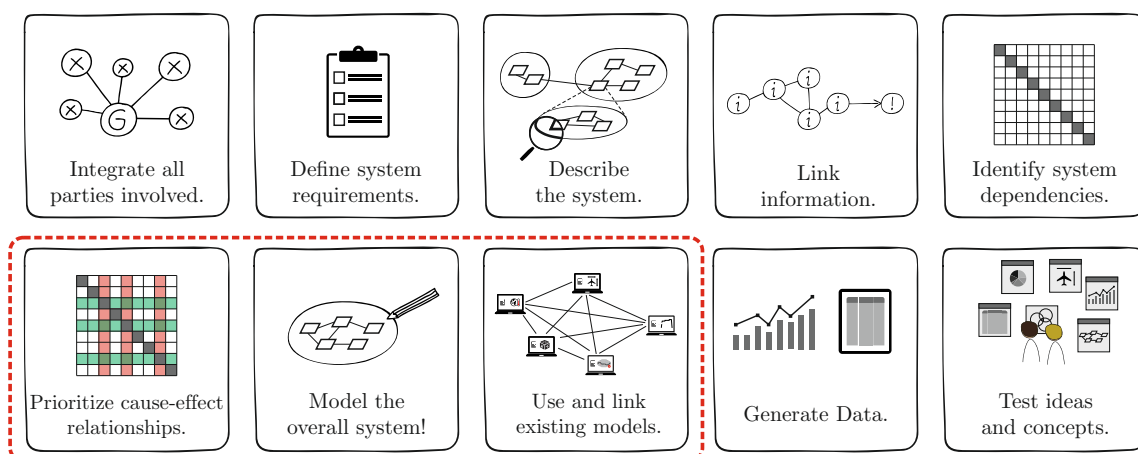 X
X
X
X
X
G
Integrate all
parties involved.
Define system
requirements.
Describe
the system.
i
i
i
i
i
!
Link
information.
Identify system
dependencies.
Prioritize cause-effect
relationships.
Model the
overall system!
Use and link
existing models.
Generate Data.
Test ideas
and concepts.